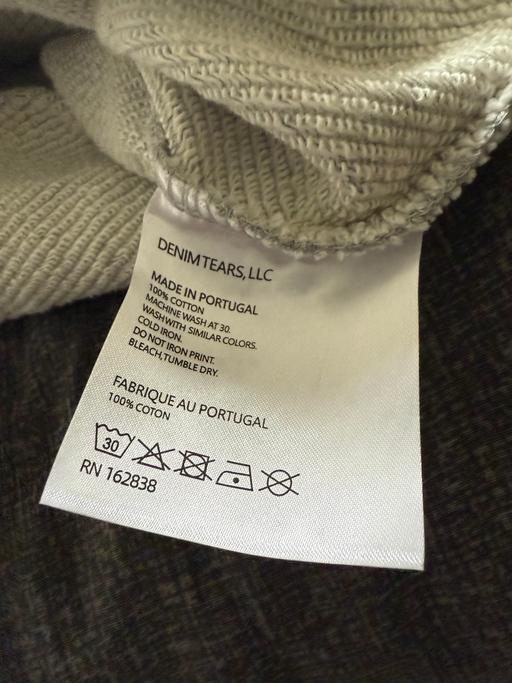 DENIM TEARS, LLC
MADE IN PORTUGAL
100% COTTON
MACHINE WASH AT 30.
WASH WITH SIMILAR COLORS.
COLD IRON.
DO NOT IRON PRINT.
BLEACH, TUMBLE DRY.
FABRIQUE AU PORTUGAL
100% COTON
30
RN 162838